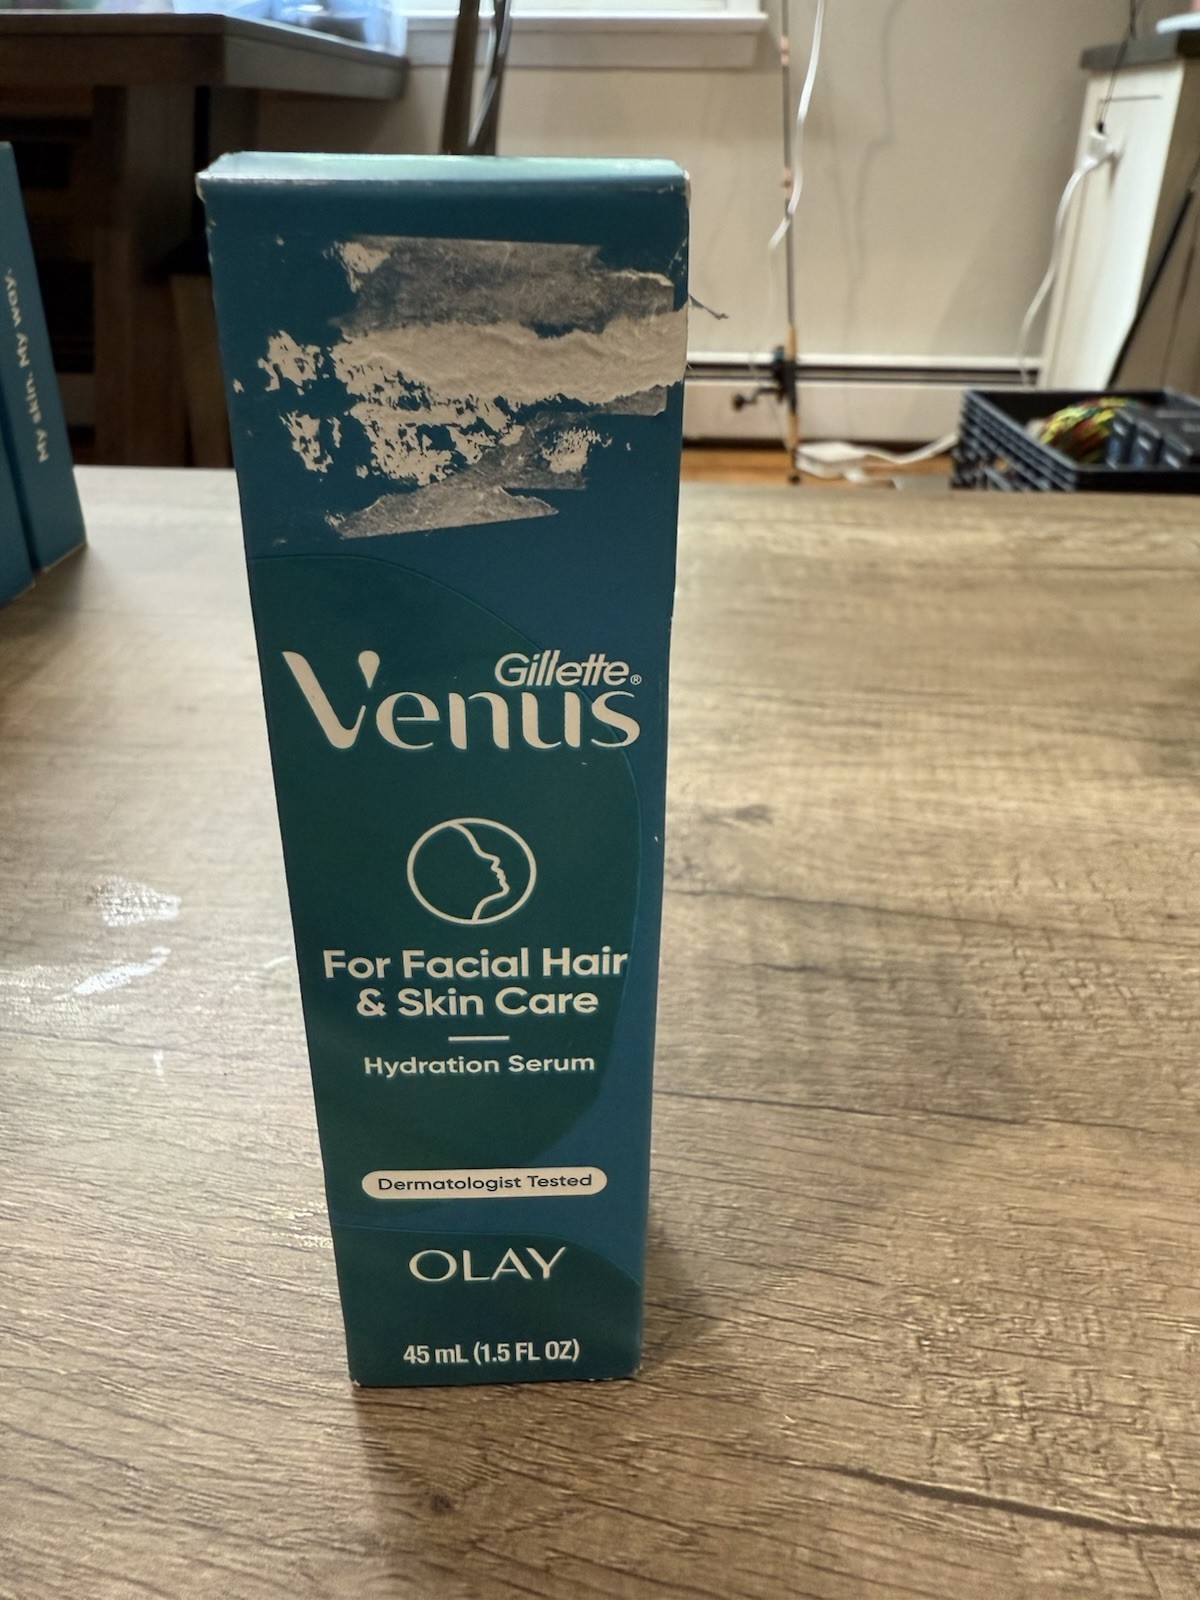 My skin. My way.
Gillette®
Venus
For Facial Hair
& Skin Care
Hydration Serum
Dermatologist Tested
OLAY
45 mL (1.5 FL OZ)